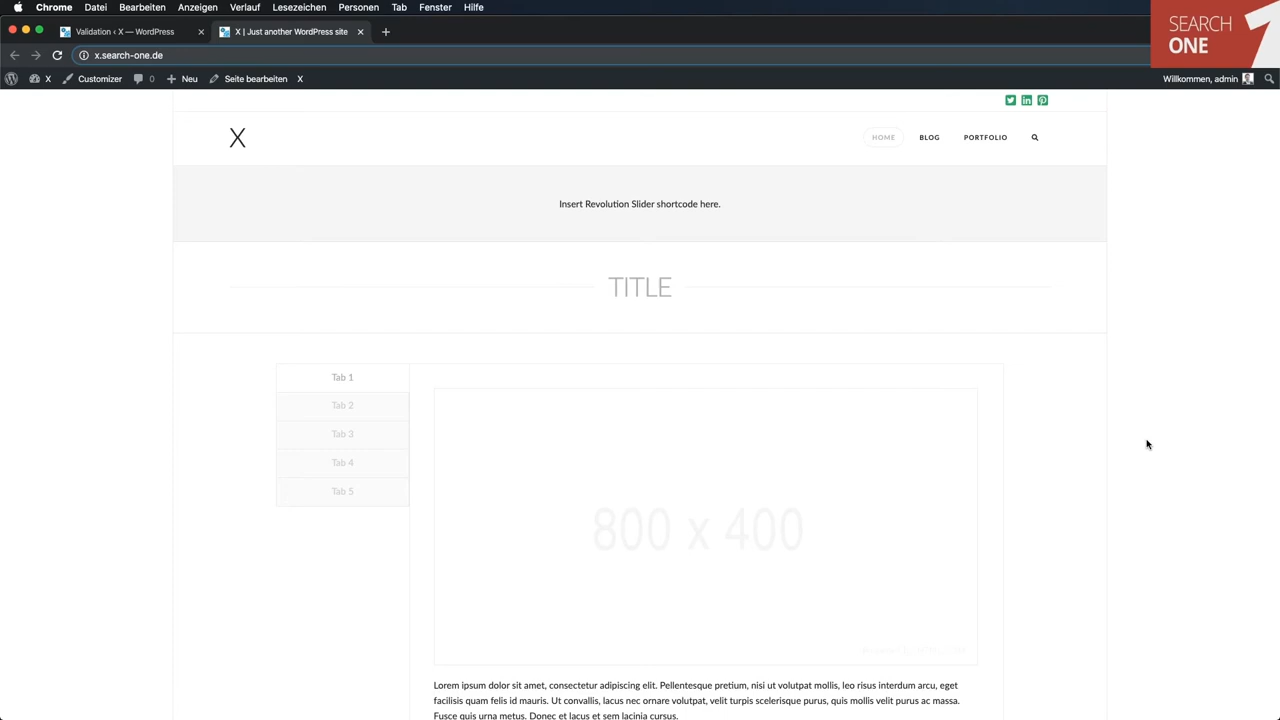 Chrome Datei Bearbeiten Anzeigen Verlauf Lesezeichen Personen Tab Fenster Hilfe
SEARCH ONE 1
Validation ‹ X — WordPress
X | Just another WordPress site
x.search-one.de
X Customizer 0 Neu Seite bearbeiten X Willkommen, admin
X HOME BLOG PORTFOLIO
Insert Revolution Slider shortcode here.
TITLE
Tab 1
Tab 2
Tab 3
Tab 4
Tab 5
800 x 400
Lorem ipsum dolor sit amet, consectetur adipiscing elit. Pellentesque pretium, nisi ut volutpat mollis, leo risus interdum arcu, eget
facilisis quam felis id mauris. Ut convallis, lacus nec ornare volutpat, velit turpis scelerisque purus, quis mollis velit purus ac massa.
Fusce quis urna metus. Donec et lacus et sem lacinia cursus.